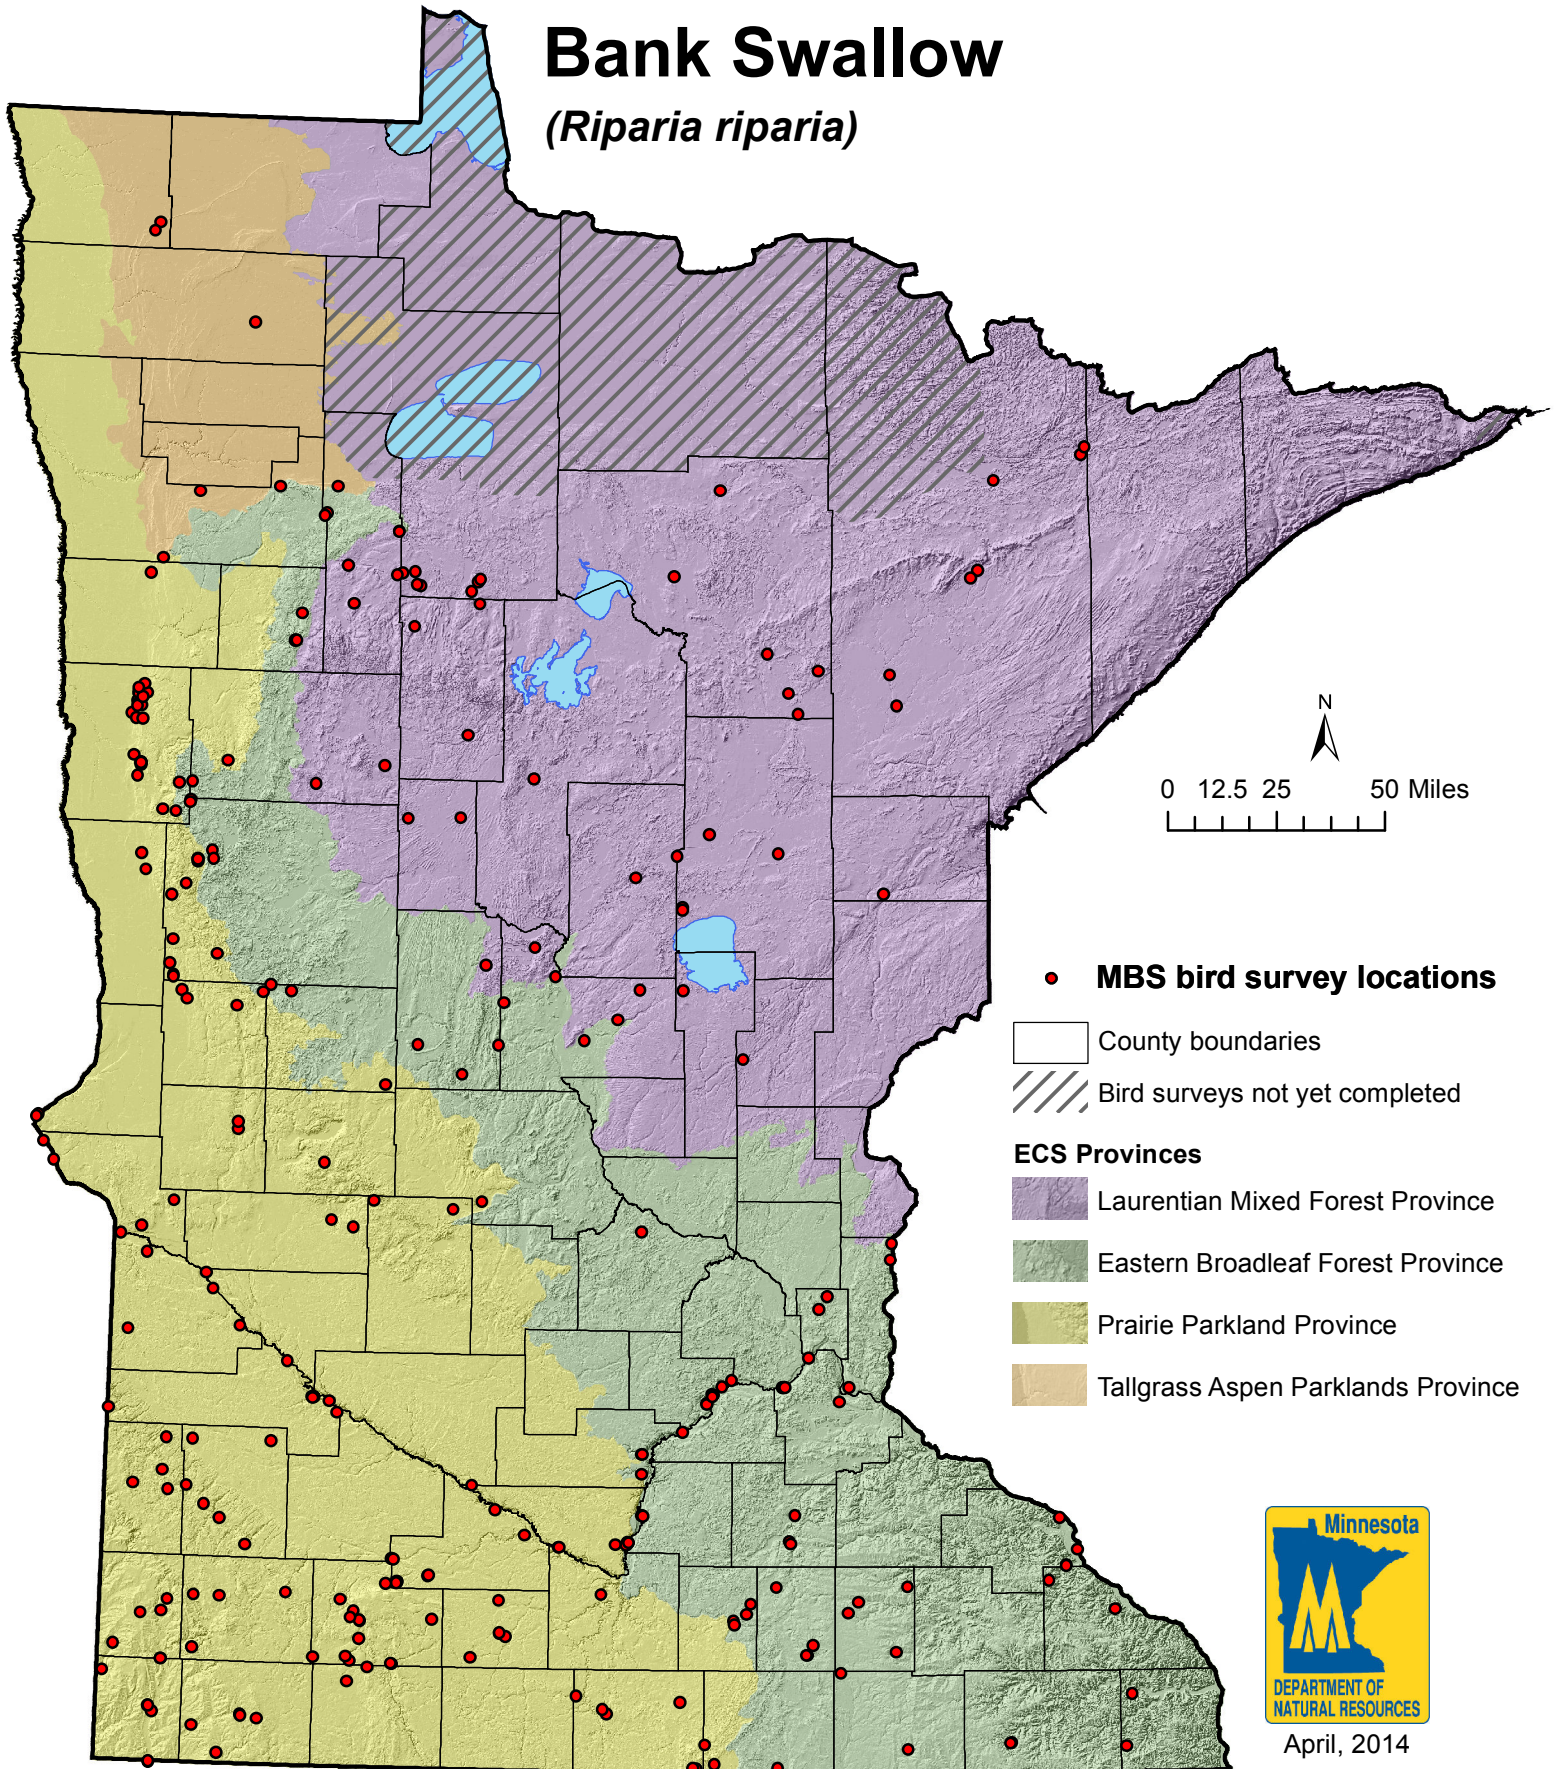 Bank Swallow
(Riparia riparia)
N
0 12.5 25 50 Miles
MBS bird survey locations
County boundaries
Bird surveys not yet completed
ECS Provinces
Laurentian Mixed Forest Province
Eastern Broadleaf Forest Province
Prairie Parkland Province
Tallgrass Aspen Parklands Province
Minnesota
DEPARTMENT OF
NATURAL RESOURCES
April, 2014